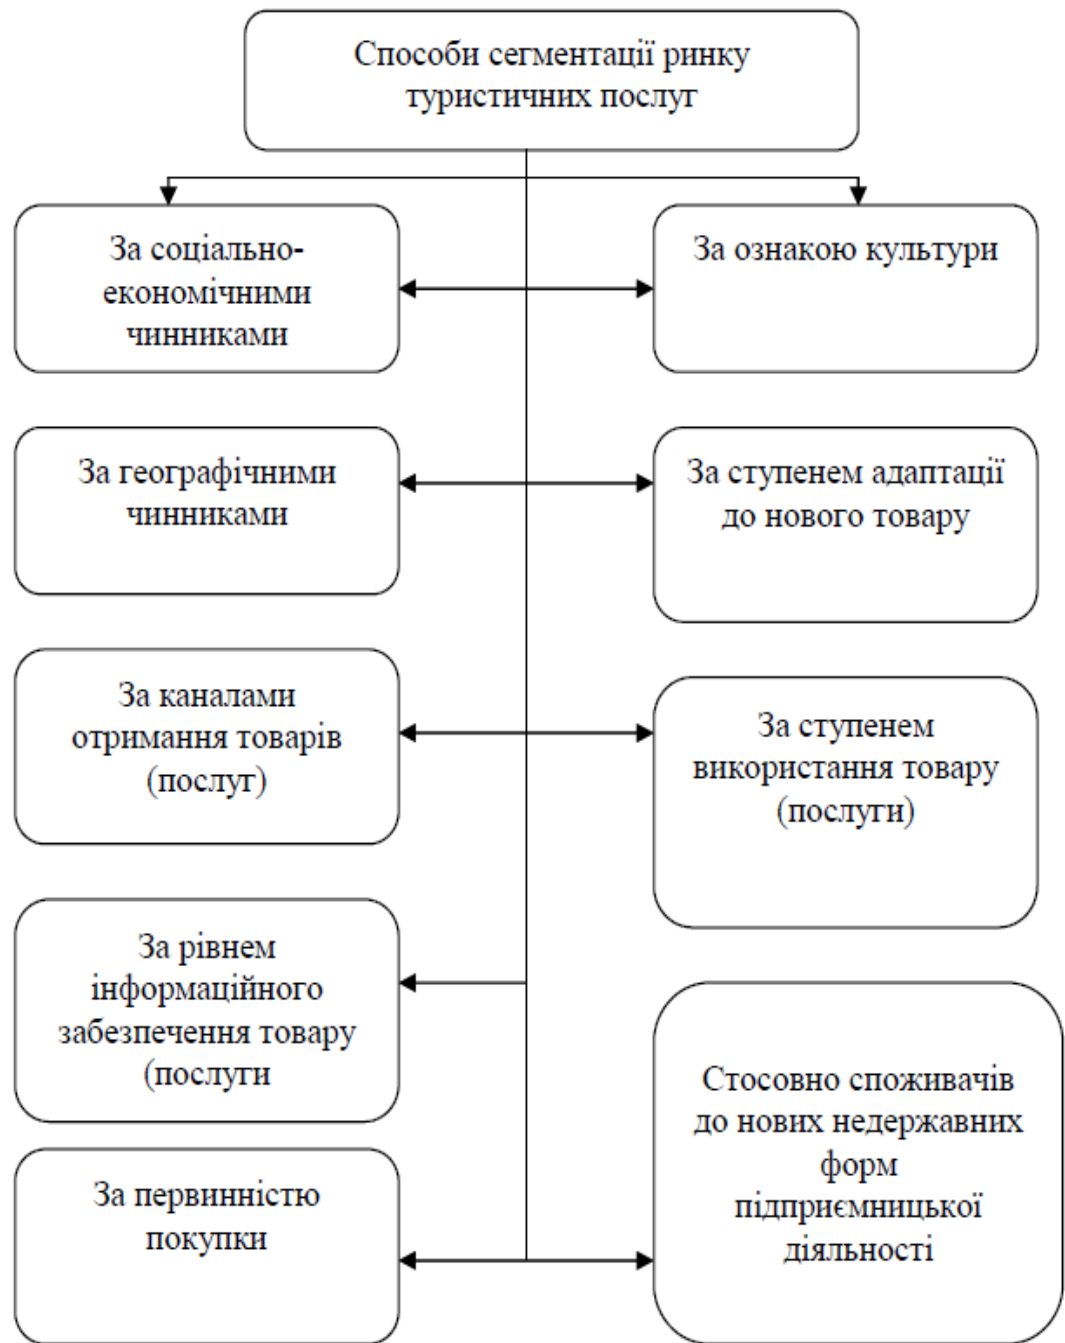 Способи сегментації ринку
туристичних послуг
За соціально-
економічними
чинниками
За ознакою культури
За географічними
чинниками
За ступенем адаптації
до нового товару
За каналами
отримання товарів
(послуг)
За ступенем
використання товару
(послуги)
За рівнем
інформаційного
забезпечення товару
(послуги
Стосовно споживачів
до нових недержавних
форм
підприємницької
діяльності
За первинністю
покупки